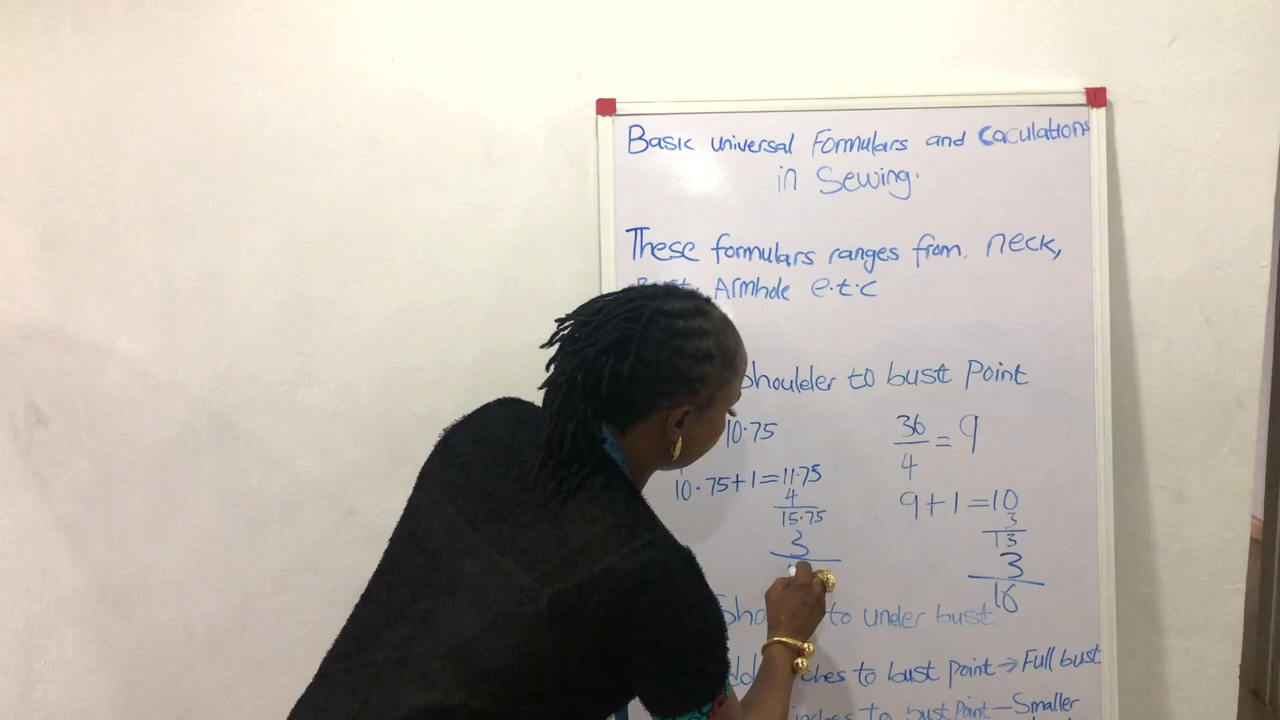 Basic universal Formulars and Caculations
in Sewing.
These formulars ranges from. neck,
Armhole e.t.c
Shoulder to bust Point
10.75
36/4 = 9
10.75+1=11.75
4
15.75
3
9+1=10
3
13
3
16
to under bust
to bust point → Full bust
inches to bust Point - Smaller